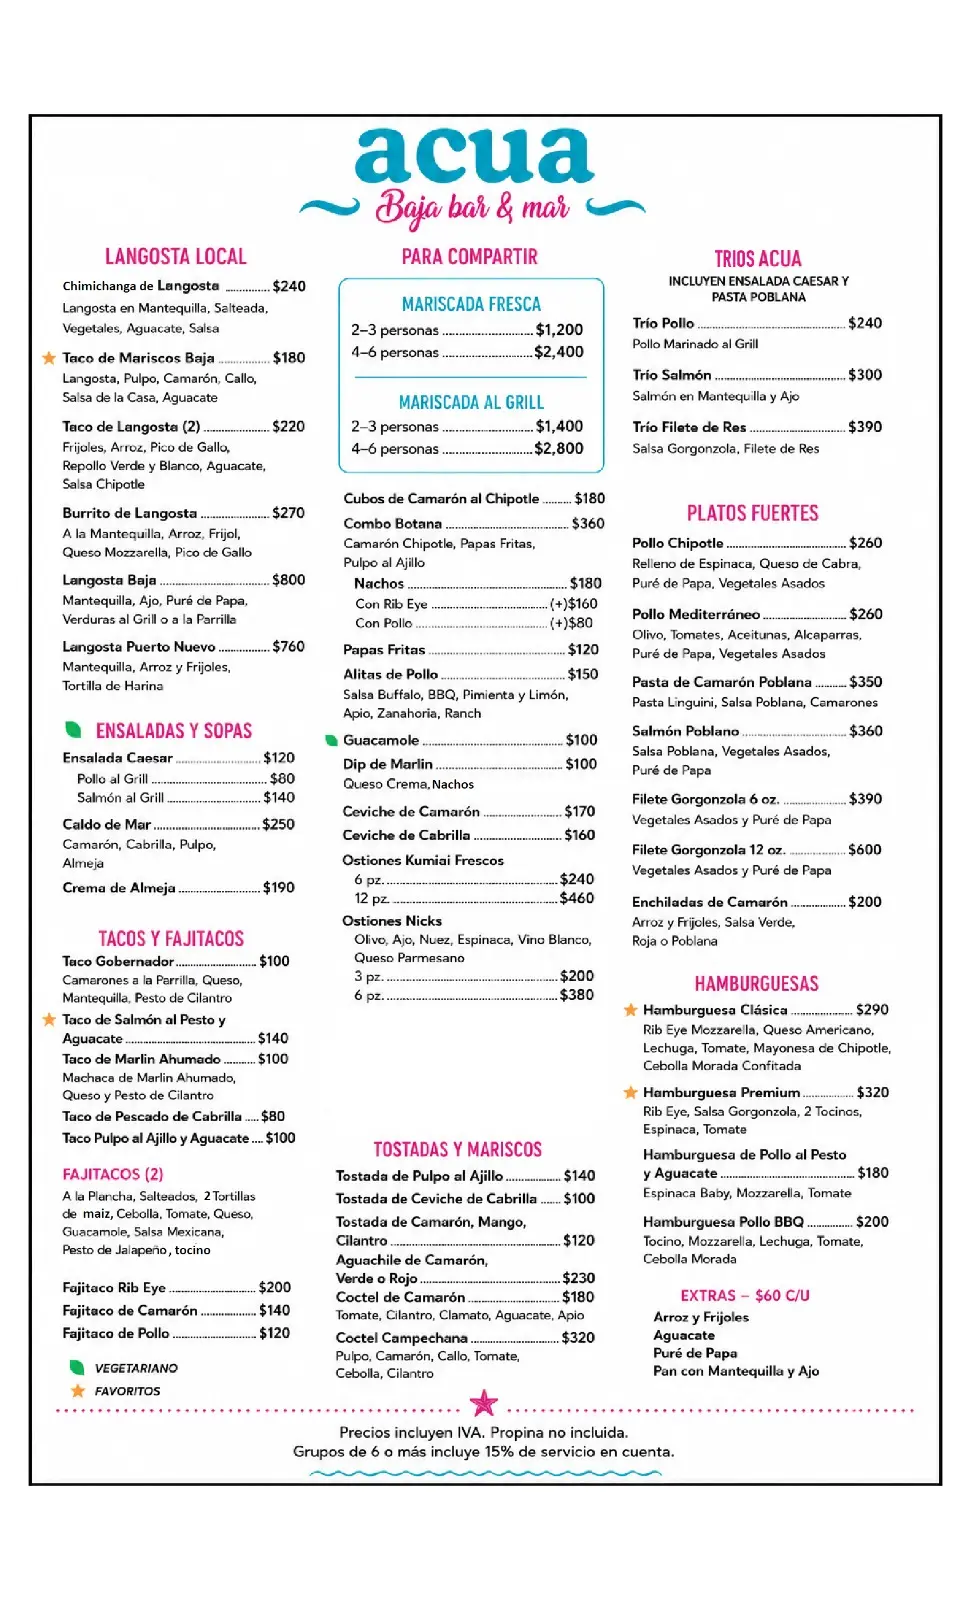 acua
Baja bar & mar
LANGOSTA LOCAL
Chimichanga de Langosta ............ $240
Langosta en Mantequilla, Salteada,
Vegetales, Aguacate, Salsa
Taco de Mariscos Baja ............ $180
Langosta, Pulpo, Camarón, Callo,
Salsa de la Casa, Aguacate
Taco de Langosta (2) ............ $220
Frijoles, Arroz, Pico de Gallo,
Repollo Verde y Blanco, Aguacate,
Salsa Chipotle
Burrito de Langosta ............ $270
A la Mantequilla, Arroz, Frijol,
Queso Mozzarella, Pico de Gallo
Langosta Baja ............ $800
Mantequilla, Ajo, Puré de Papa,
Verduras al Grill o a la Parrilla
Langosta Puerto Nuevo ............ $760
Mantequilla, Arroz y Frijoles,
Tortilla de Harina
ENSALADAS Y SOPAS
Ensalada Caesar ............ $120
Pollo al Grill ............ $80
Salmón al Grill ............ $140
Caldo de Mar ............ $250
Camarón, Cabrilla, Pulpo,
Almeja
Crema de Almeja ............ $190
TACOS Y FAJITACOS
Taco Gobernador ............ $100
Camarones a la Parrilla, Queso,
Mantequilla, Pesto de Cilantro
Taco de Salmón al Pesto y
Aguacate ............ $140
Taco de Marlin Ahumado ............ $100
Machaca de Marlin Ahumado,
Queso y Pesto de Cilantro
Taco de Pescado de Cabrilla ..... $80
Taco Pulpo al Ajillo y Aguacate .... $100
FAJITACOS (2)
A la Plancha, Salteados, 2 Tortillas
de maiz, Cebolla, Tomate, Queso,
Guacamole, Salsa Mexicana,
Pesto de Jalapeño, tocino
Fajitaco Rib Eye ............ $200
Fajitaco de Camarón ............ $140
Fajitaco de Pollo ............ $120
VEGETARIANO
FAVORITOS
PARA COMPARTIR
MARISCADA FRESCA
2–3 personas ............ $1,200
4–6 personas ............ $2,400
MARISCADA AL GRILL
2–3 personas ............ $1,400
4–6 personas ............ $2,800
Cubos de Camarón al Chipotle .......... $180
Combo Botana ............ $360
Camarón Chipotle, Papas Fritas,
Pulpo al Ajillo
Nachos ............ $180
Con Rib Eye ............ (+)$160
Con Pollo ............ (+)$80
Papas Fritas ............ $120
Alitas de Pollo ............ $150
Salsa Buffalo, BBQ, Pimienta y Limón,
Apio, Zanahoria, Ranch
Guacamole ............ $100
Dip de Marlin ............ $100
Queso Crema, Nachos
Ceviche de Camarón ............ $170
Ceviche de Cabrilla ............ $160
Ostiones Kumiai Frescos
6 pz. ............ $240
12 pz. ............ $460
Ostiones Nicks
Olivo, Ajo, Nuez, Espinaca, Vino Blanco,
Queso Parmesano
3 pz. ............ $200
6 pz. ............ $380
TOSTADAS Y MARISCOS
Tostada de Pulpo al Ajillo ............ $140
Tostada de Ceviche de Cabrilla ...... $100
Tostada de Camarón, Mango,
Cilantro ............ $120
Aguachile de Camarón,
Verde o Rojo ............ $230
Coctel de Camarón ............ $180
Tomate, Cilantro, Clamato, Aguacate, Apio
Coctel Campechana ............ $320
Pulpo, Camarón, Callo, Tomate,
Cebolla, Cilantro
TRIOS ACUA
INCLUYEN ENSALADA CAESAR Y
PASTA POBLANA
Trío Pollo ............ $240
Pollo Marinado al Grill
Trío Salmón ............ $300
Salmón en Mantequilla y Ajo
Trío Filete de Res ............ $390
Salsa Gorgonzola, Filete de Res
PLATOS FUERTES
Pollo Chipotle ............ $260
Relleno de Espinaca, Queso de Cabra,
Puré de Papa, Vegetales Asados
Pollo Mediterráneo ............ $260
Olivo, Tomates, Aceitunas, Alcaparras,
Puré de Papa, Vegetales Asados
Pasta de Camarón Poblana .......... $350
Pasta Linguini, Salsa Poblana, Camarones
Salmón Poblano ............ $360
Salsa Poblana, Vegetales Asados,
Puré de Papa
Filete Gorgonzola 6 oz. ............ $390
Vegetales Asados y Puré de Papa
Filete Gorgonzola 12 oz. ............ $600
Vegetales Asados y Puré de Papa
Enchiladas de Camarón ............ $200
Arroz y Frijoles, Salsa Verde,
Roja o Poblana
HAMBURGUESAS
Hamburguesa Clásica ............ $290
Rib Eye Mozzarella, Queso Americano,
Lechuga, Tomate, Mayonesa de Chipotle,
Cebolla Morada Confitada
Hamburguesa Premium ............ $320
Rib Eye, Salsa Gorgonzola, 2 Tocinos,
Espinaca, Tomate
Hamburguesa de Pollo al Pesto
y Aguacate ............ $180
Espinaca Baby, Mozzarella, Tomate
Hamburguesa Pollo BBQ ............ $200
Tocino, Mozzarella, Lechuga, Tomate,
Cebolla Morada
EXTRAS – $60 C/U
Arroz y Frijoles
Aguacate
Puré de Papa
Pan con Mantequilla y Ajo
Precios incluyen IVA. Propina no incluida.
Grupos de 6 o más incluye 15% de servicio en cuenta.